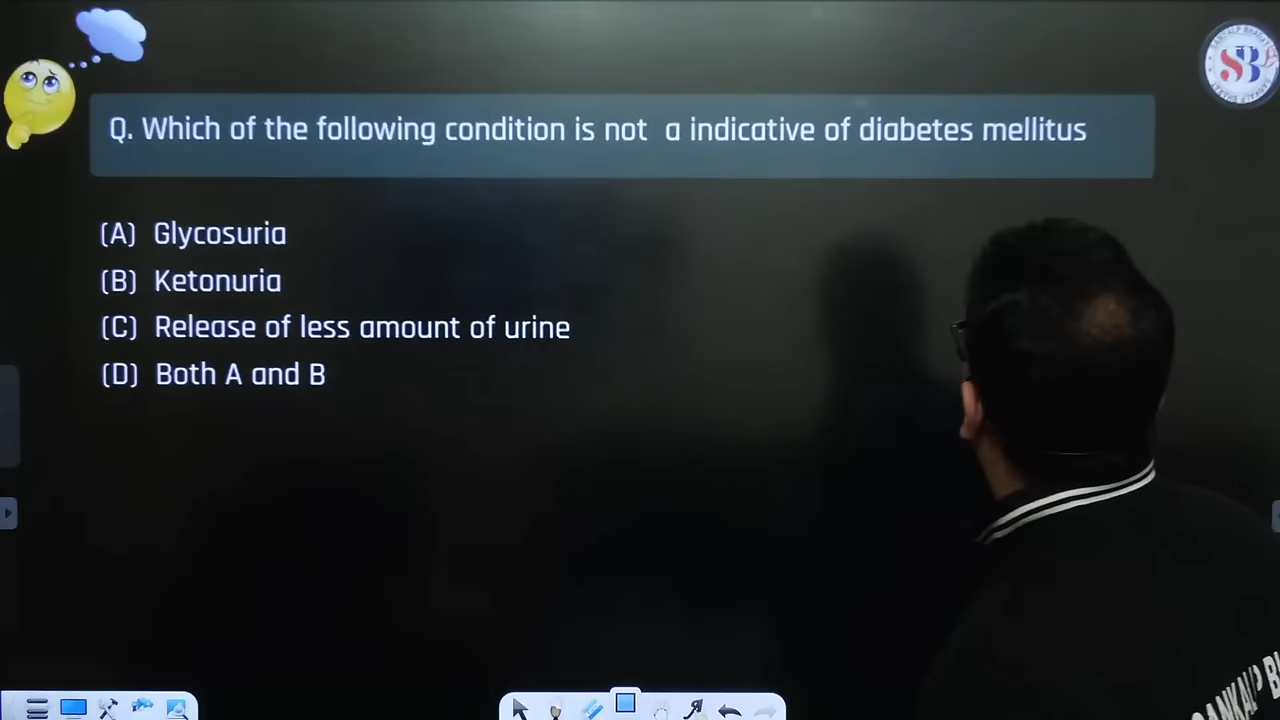 Q. Which of the following condition is not a indicative of diabetes mellitus
(A) Glycosuria
(B) Ketonuria
(C) Release of less amount of urine
(D) Both A and B
SB